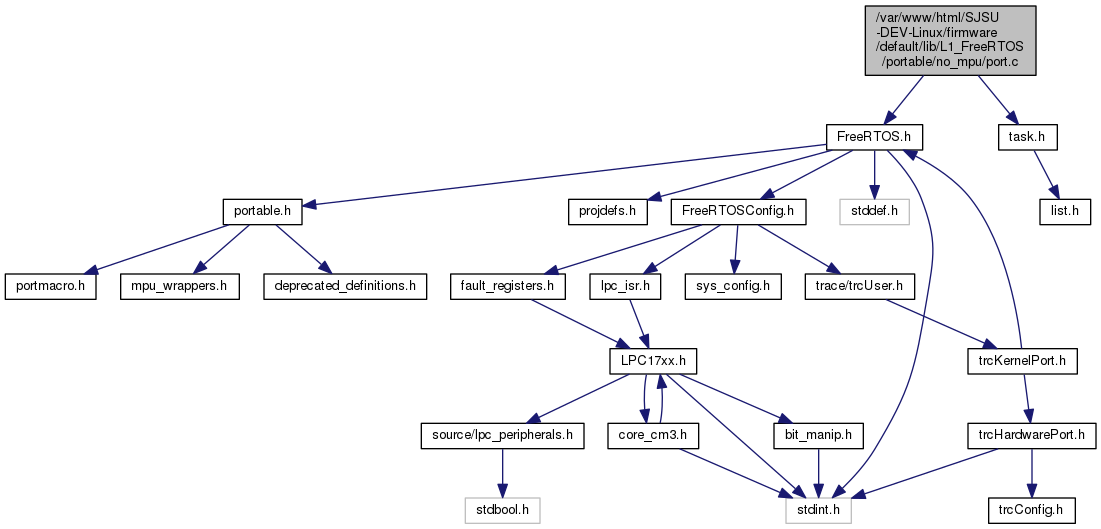 /var/www/html/SJSU
-DEV-Linux/firmware
/default/lib/L1_FreeRTOS
/portable/no_mpu/port.c
FreeRTOS.h
task.h
portable.h
projdefs.h
FreeRTOSConfig.h
stddef.h
list.h
portmacro.h
mpu_wrappers.h
deprecated_definitions.h
fault_registers.h
lpc_isr.h
sys_config.h
trace/trcUser.h
LPC17xx.h
trcKernelPort.h
source/lpc_peripherals.h
core_cm3.h
bit_manip.h
trcHardwarePort.h
stdbool.h
stdint.h
trcConfig.h